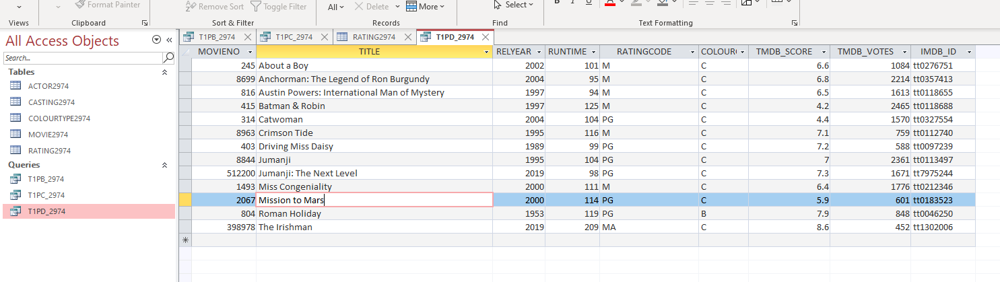 Format Painter
Remove Sort Toggle Filter
All Delete More
Select
B I U A
Views Clipboard Sort & Filter Records Find Text Formatting
All Access Objects
Search...
Tables
ACTOR2974
CASTING2974
COLOURTYPE2974
MOVIE2974
RATING2974
Queries
T1PB_2974
T1PC_2974
T1PD_2974
T1PB_2974 T1PC_2974 RATING2974 T1PD_2974
MOVIENO TITLE RELYEAR RUNTIME RATINGCODE COLOUR TMDB_SCORE TMDB_VOTES IMDB_ID
245 About a Boy 2002 101 M C 6.6 1084 tt0276751
8699 Anchorman: The Legend of Ron Burgundy 2004 95 M C 6.8 2214 tt0357413
816 Austin Powers: International Man of Mystery 1997 94 M C 6.5 1613 tt0118655
415 Batman & Robin 1997 125 M C 4.2 2465 tt0118688
314 Catwoman 2004 104 PG C 4.4 1570 tt0327554
8963 Crimson Tide 1995 116 M C 7.1 759 tt0112740
403 Driving Miss Daisy 1989 99 PG C 7.2 588 tt0097239
8844 Jumanji 1995 104 PG C 7 2361 tt0113497
512200 Jumanji: The Next Level 2019 98 PG C 7.3 1671 tt7975244
1493 Miss Congeniality 2000 111 M C 6.4 1776 tt0212346
2067 Mission to Mars 2000 114 PG C 5.9 601 tt0183523
804 Roman Holiday 1953 119 PG B 7.9 848 tt0046250
398978 The Irishman 2019 209 MA C 8.6 452 tt1302006